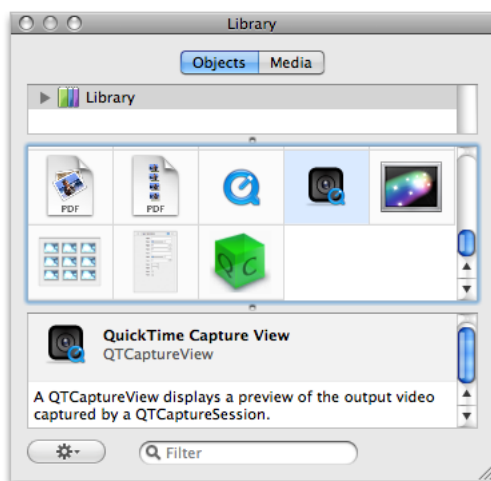 Library
Objects
Media
Library
PDF
PDF
Q C
QuickTime Capture View
QTCaptureView
A QTCaptureView displays a preview of the output video
captured by a QTCaptureSession.
Filter